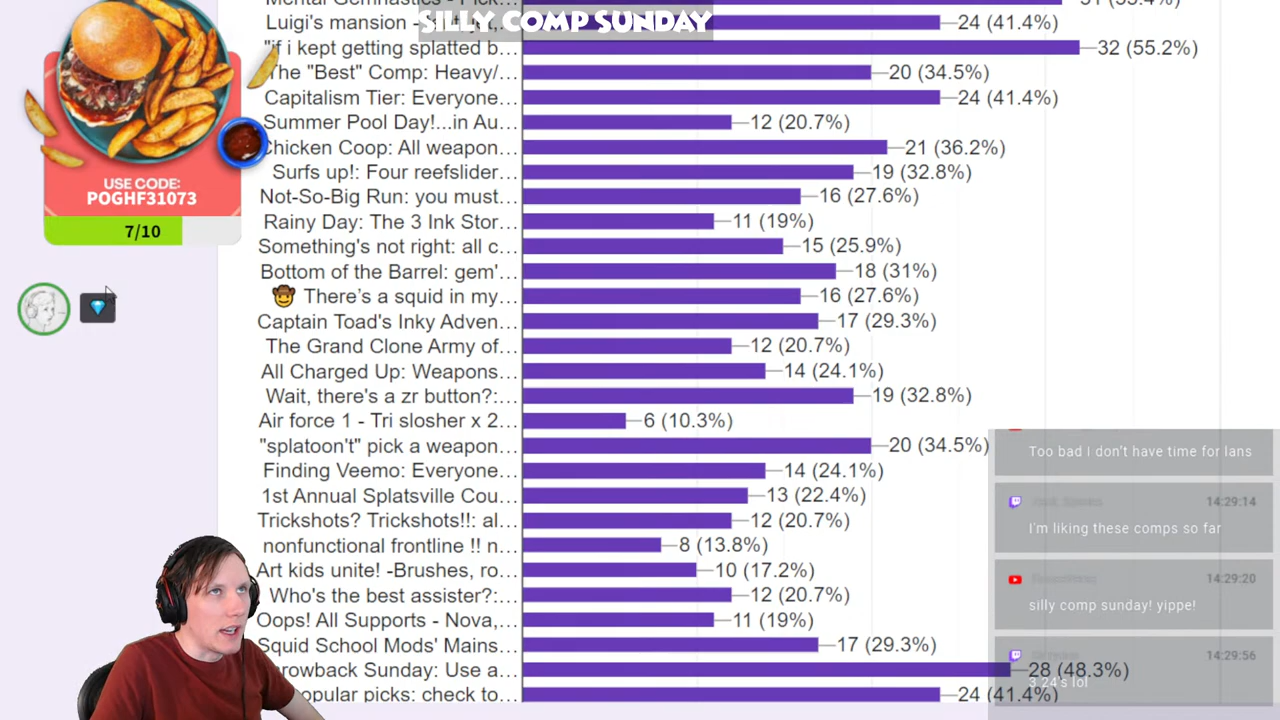 SILLY COMP SUNDAY
Luigi's mansion -
24 (41.4%)
"if i kept getting splatted b...
32 (55.2%)
The "Best" Comp: Heavy/...
20 (34.5%)
Capitalism Tier: Everyone...
24 (41.4%)
Summer Pool Day!...in Au...
12 (20.7%)
Chicken Coop: All weapon...
21 (36.2%)
Surfs up!: Four reefslider...
19 (32.8%)
Not-So-Big Run: you must...
16 (27.6%)
Rainy Day: The 3 Ink Stor...
11 (19%)
Something's not right: all c...
15 (25.9%)
Bottom of the Barrel: gem'...
18 (31%)
🤠 There's a squid in my...
16 (27.6%)
Captain Toad's Inky Adven...
17 (29.3%)
The Grand Clone Army of...
12 (20.7%)
All Charged Up: Weapons...
14 (24.1%)
Wait, there's a zr button?:...
19 (32.8%)
Air force 1 - Tri slosher x 2...
6 (10.3%)
"splatoon't" pick a weapon...
20 (34.5%)
Finding Veemo: Everyone...
14 (24.1%)
1st Annual Splatsville Cou...
13 (22.4%)
Trickshots? Trickshots!!: al...
12 (20.7%)
nonfunctional frontline !! n...
8 (13.8%)
Art kids unite! -Brushes, ro...
10 (17.2%)
Who's the best assister?:...
12 (20.7%)
Oops! All Supports - Nova,...
11 (19%)
Squid School Mods' Mains...
17 (29.3%)
Sunday: Use a...
28 (48.3%)
picks: check to...
24 (41.4%)
USE CODE:
POGHF31073
7/10
Too bad I don't have time for lans
14:29:14
I'm liking these comps so far
14:29:20
silly comp sunday! yippe!
14:29:56
3 24's lol